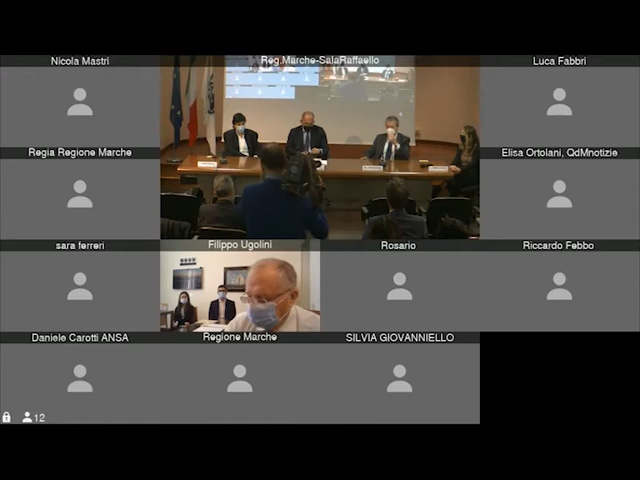 Nicola Mastri
Reg.Marche-SalaRaffaello
Luca Fabbri
Regia Regione Marche
Elisa Ortolani, QdMnotizie
sara ferreri
Filippo Ugolini
Rosario
Riccardo Febbo
Daniele Carotti ANSA
Regione Marche
SILVIA GIOVANNIELLO
12